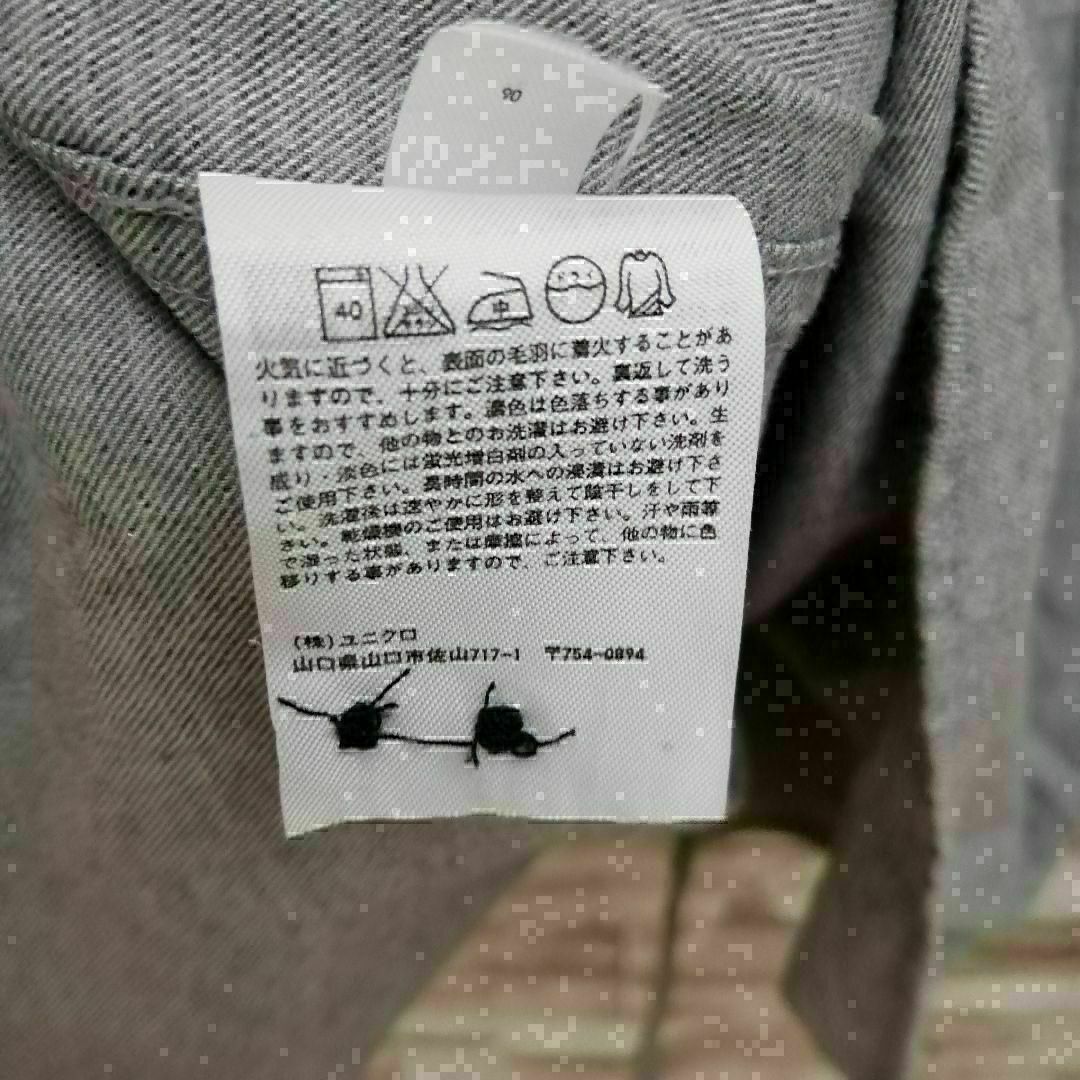 03
40 中
火気に近づくと、表面の毛羽に着火することがあ
りますので、十分にご注意下さい。裏返して洗う
事をおすすめします。濃色は色落ちする事があり
ますので、他の物とのお洗濯はお避け下さい。生
成り・淡色には蛍光増白剤の入っていない洗剤を
ご使用下さい。長時間の水への浸漬はお避け下さ
い。洗濯後は速やかに形を整えて陰干しをして下
さい。乾燥機のご使用はお避け下さい。汗や雨等
で湿った状態、または摩擦によって、他の物に色
移りする事がありますので、ご注意下さい。
(株)ユニクロ
山口県山口市佐山717-1 〒754-0894